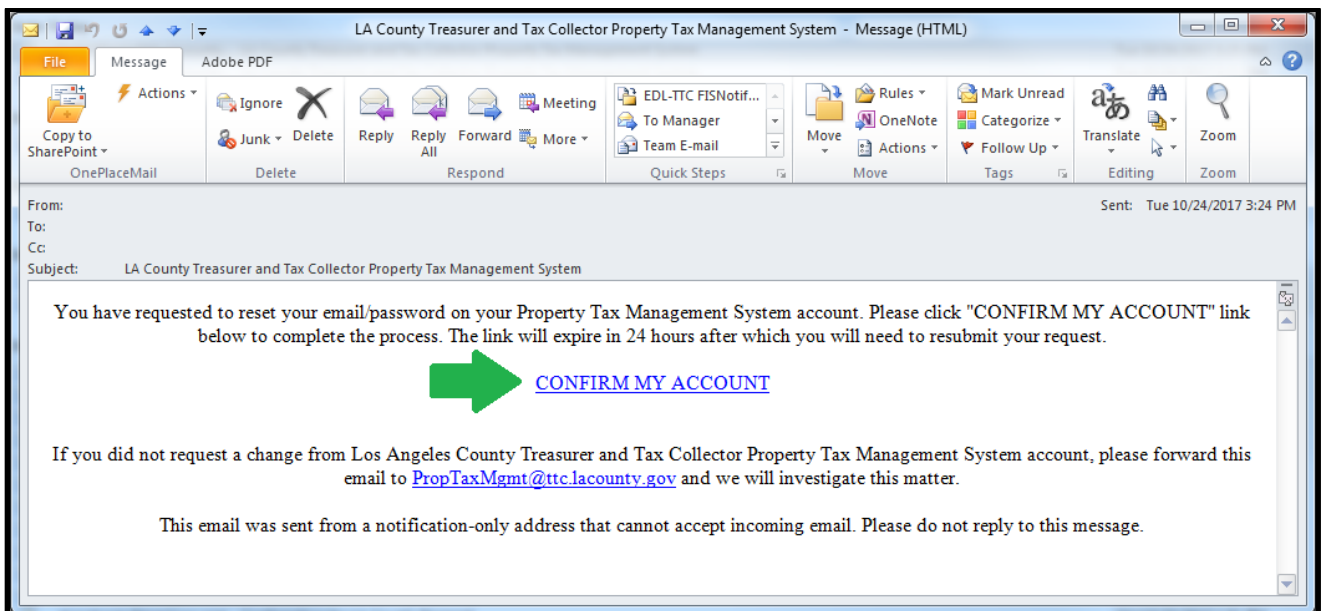 LA County Treasurer and Tax Collector Property Tax Management System - Message (HTML)
File Message Adobe PDF
Copy to SharePoint
Actions
OnePlaceMail
Ignore
Junk
Delete
Delete
Reply
Reply All
Forward
Meeting
More
Respond
EDL-TTC FISNotif...
To Manager
Team E-mail
Quick Steps
Move
Rules
OneNote
Actions
Move
Mark Unread
Categorize
Follow Up
Tags
Translate
Editing
Zoom
Zoom
From:
Sent: Tue 10/24/2017 3:24 PM
To:
Cc:
Subject: LA County Treasurer and Tax Collector Property Tax Management System
You have requested to reset your email/password on your Property Tax Management System account. Please click "CONFIRM MY ACCOUNT" link
below to complete the process. The link will expire in 24 hours after which you will need to resubmit your request.
CONFIRM MY ACCOUNT
If you did not request a change from Los Angeles County Treasurer and Tax Collector Property Tax Management System account, please forward this
email to PropTaxMgmt@ttc.lacounty.gov and we will investigate this matter.
This email was sent from a notification-only address that cannot accept incoming email. Please do not reply to this message.